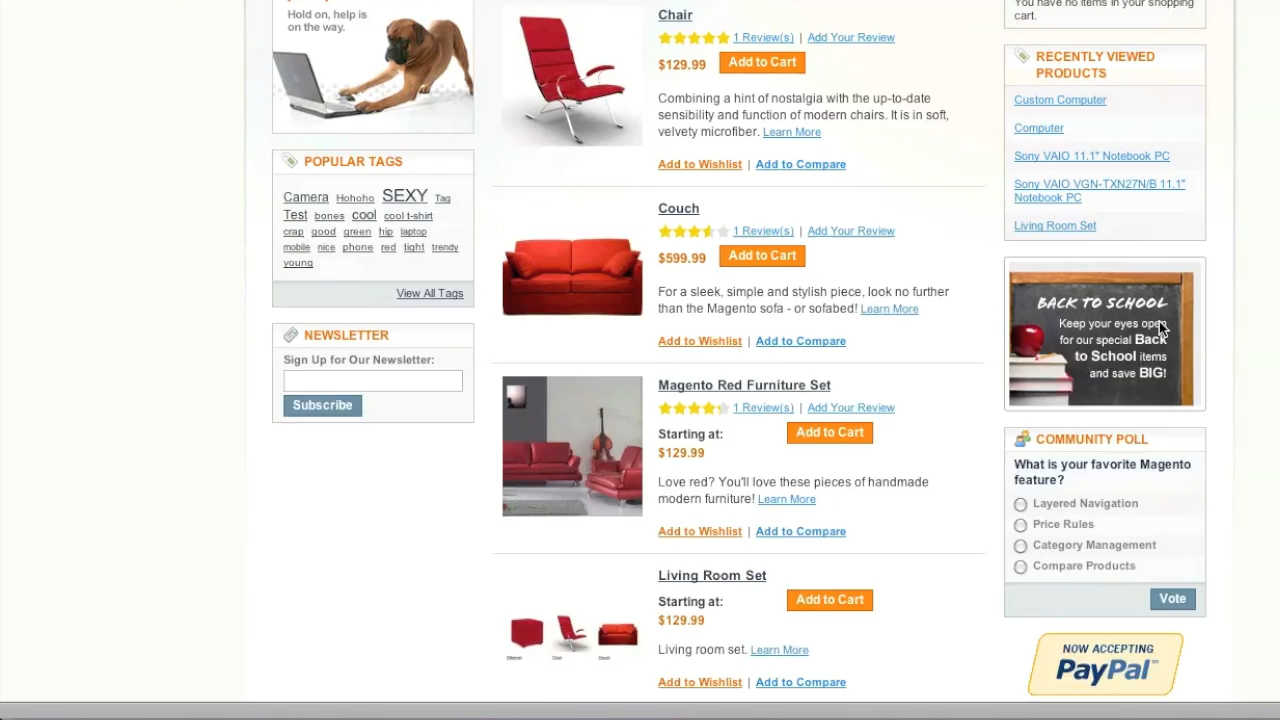 Hold on, help is
on the way.
POPULAR TAGS
Camera Hohoho SEXY Tag
Test bones cool cool t-shirt
crap good green hip laptop
mobile nice phone red tight trendy
young
View All Tags
NEWSLETTER
Sign Up for Our Newsletter:
Subscribe
Chair
1 Review(s) | Add Your Review
$129.99 Add to Cart
Combining a hint of nostalgia with the up-to-date
sensibility and function of modern chairs. It is in soft,
velvety microfiber. Learn More
Add to Wishlist | Add to Compare
Couch
1 Review(s) | Add Your Review
$599.99 Add to Cart
For a sleek, simple and stylish piece, look no further
than the Magento sofa - or sofabed! Learn More
Add to Wishlist | Add to Compare
Magento Red Furniture Set
1 Review(s) | Add Your Review
Starting at: Add to Cart
$129.99
Love red? You'll love these pieces of handmade
modern furniture! Learn More
Add to Wishlist | Add to Compare
Living Room Set
Starting at: Add to Cart
$129.99
Living room set. Learn More
Chair
Add to Wishlist | Add to Compare
You have no items in your shopping
cart.
RECENTLY VIEWED
PRODUCTS
Custom Computer
Computer
Sony VAIO 11.1" Notebook PC
Sony VAIO VGN-TXN27N/B 11.1"
Notebook PC
Living Room Set
BACK TO SCHOOL
Keep your eyes open
for our special Back
to School items
and save BIG!
COMMUNITY POLL
What is your favorite Magento
feature?
Layered Navigation
Price Rules
Category Management
Compare Products
Vote
NOW ACCEPTING
PayPal